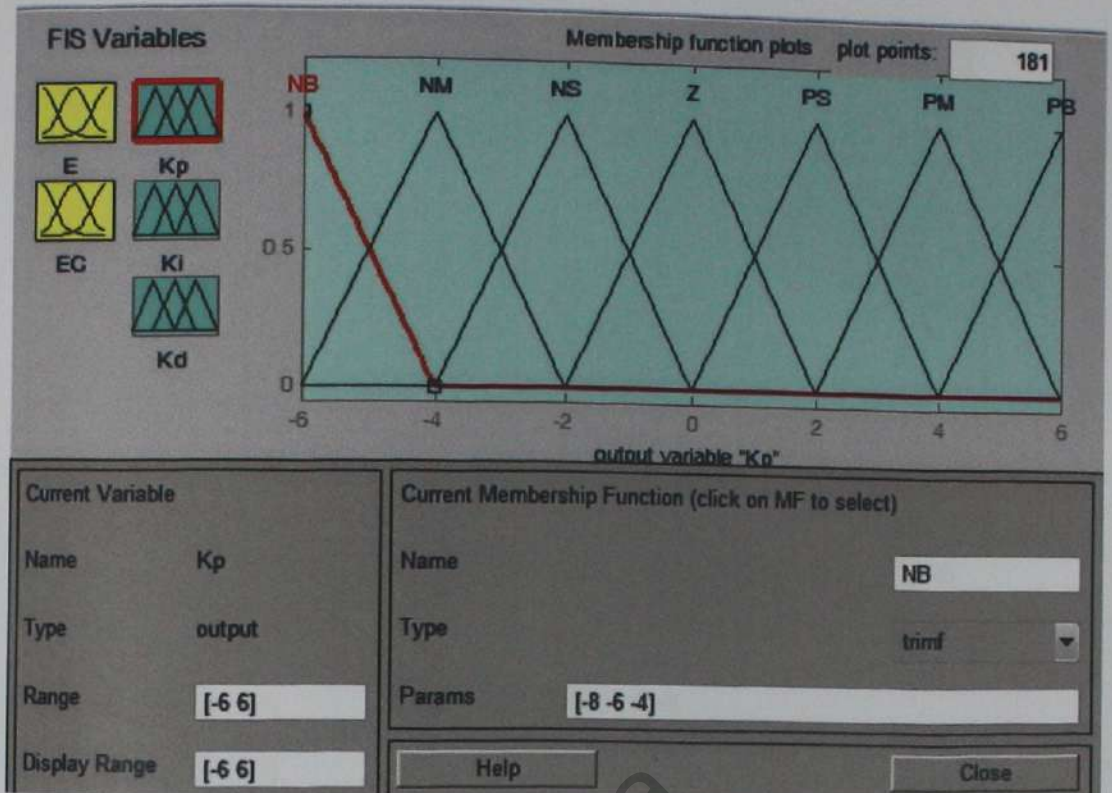 FIS Variables
Membership function plots plot points: 181
NB NM NS Z PS PM PB
1
E Kp
0.5
EC Ki
Kd
0
-6 -4 -2 0 2 4 6
output variable "Kp"
Current Variable
Name Kp
Type output
Range [-6 6]
Display Range [-6 6]
Current Membership Function (click on MF to select)
Name NB
Type trimf
Params [-8 -6 -4]
Help Close